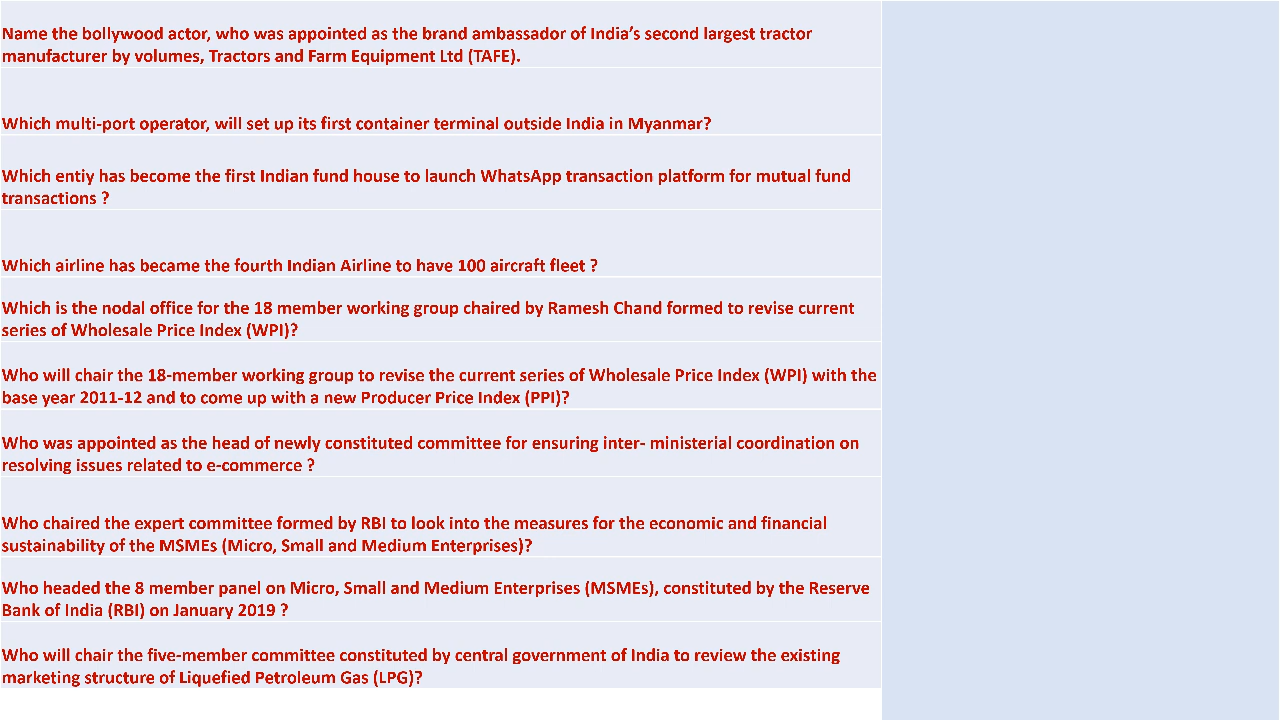 Name the bollywood actor, who was appointed as the brand ambassador of India’s second largest tractor
manufacturer by volumes, Tractors and Farm Equipment Ltd (TAFE).
Which multi-port operator, will set up its first container terminal outside India in Myanmar?
Which entiy has become the first Indian fund house to launch WhatsApp transaction platform for mutual fund
transactions ?
Which airline has became the fourth Indian Airline to have 100 aircraft fleet ?
Which is the nodal office for the 18 member working group chaired by Ramesh Chand formed to revise current
series of Wholesale Price Index (WPI)?
Who will chair the 18-member working group to revise the current series of Wholesale Price Index (WPI) with the
base year 2011-12 and to come up with a new Producer Price Index (PPI)?
Who was appointed as the head of newly constituted committee for ensuring inter- ministerial coordination on
resolving issues related to e-commerce ?
Who chaired the expert committee formed by RBI to look into the measures for the economic and financial
sustainability of the MSMEs (Micro, Small and Medium Enterprises)?
Who headed the 8 member panel on Micro, Small and Medium Enterprises (MSMEs), constituted by the Reserve
Bank of India (RBI) on January 2019 ?
Who will chair the five-member committee constituted by central government of India to review the existing
marketing structure of Liquefied Petroleum Gas (LPG)?